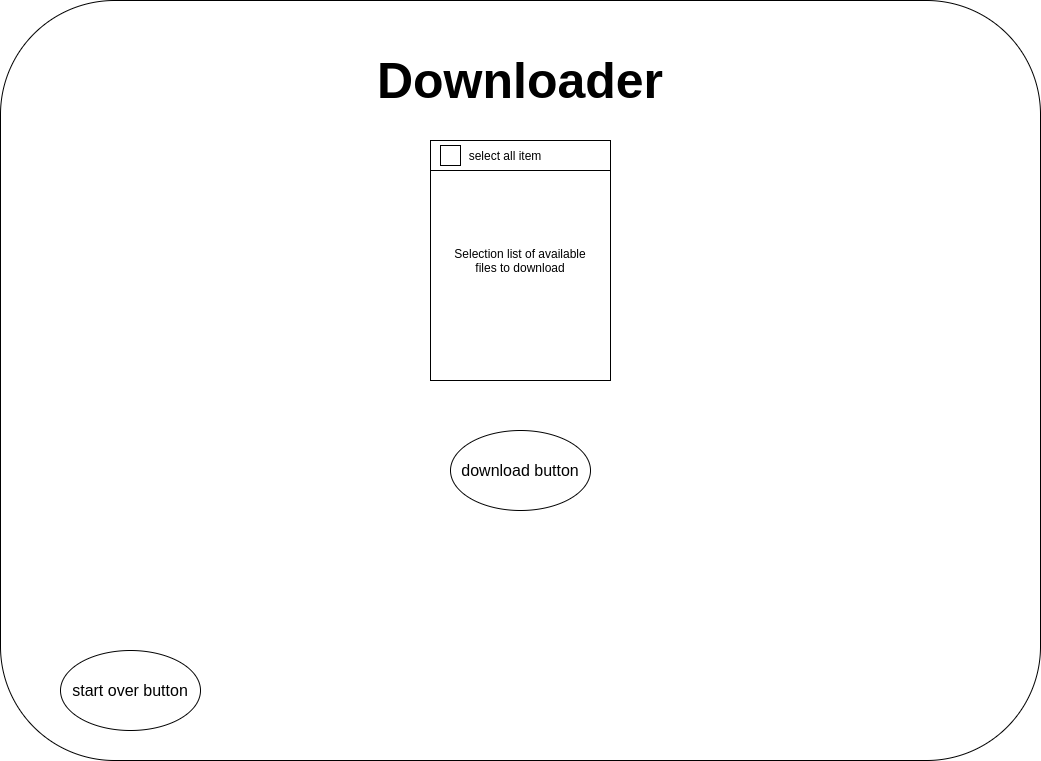 Downloader
select all item
Selection list of available
files to download
download button
start over button